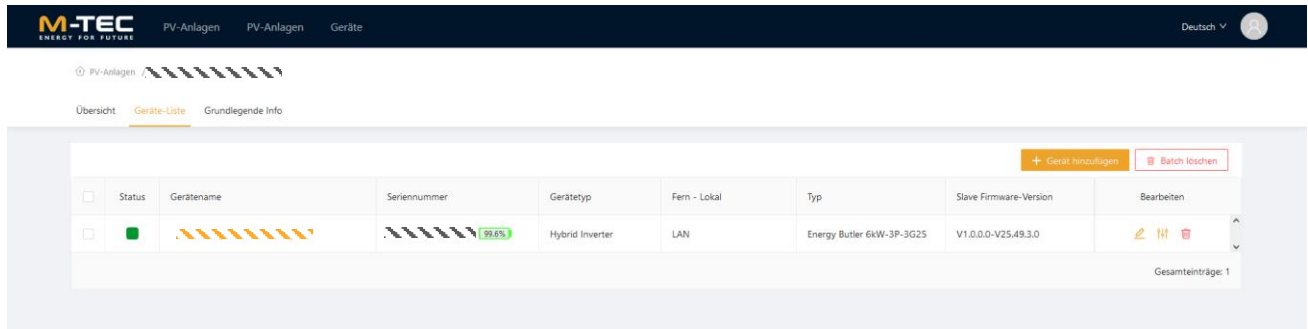 M-TEC PV-Anlagen PV-Anlagen Geräte Deutsch
ENERGY FOR FUTURE
PV-Anlagen /
Übersicht Geräte-Liste Grundlegende Info
+ Gerät hinzufügen Batch löschen
Status Gerätename Seriennummer Gerätetyp Fern - Lokal Typ Slave Firmware-Version Bearbeiten
99.6% Hybrid Inverter LAN Energy Butler 6kW-3P-3G25 V1.0.0.0-V25.49.3.0
Gesamteinträge: 1